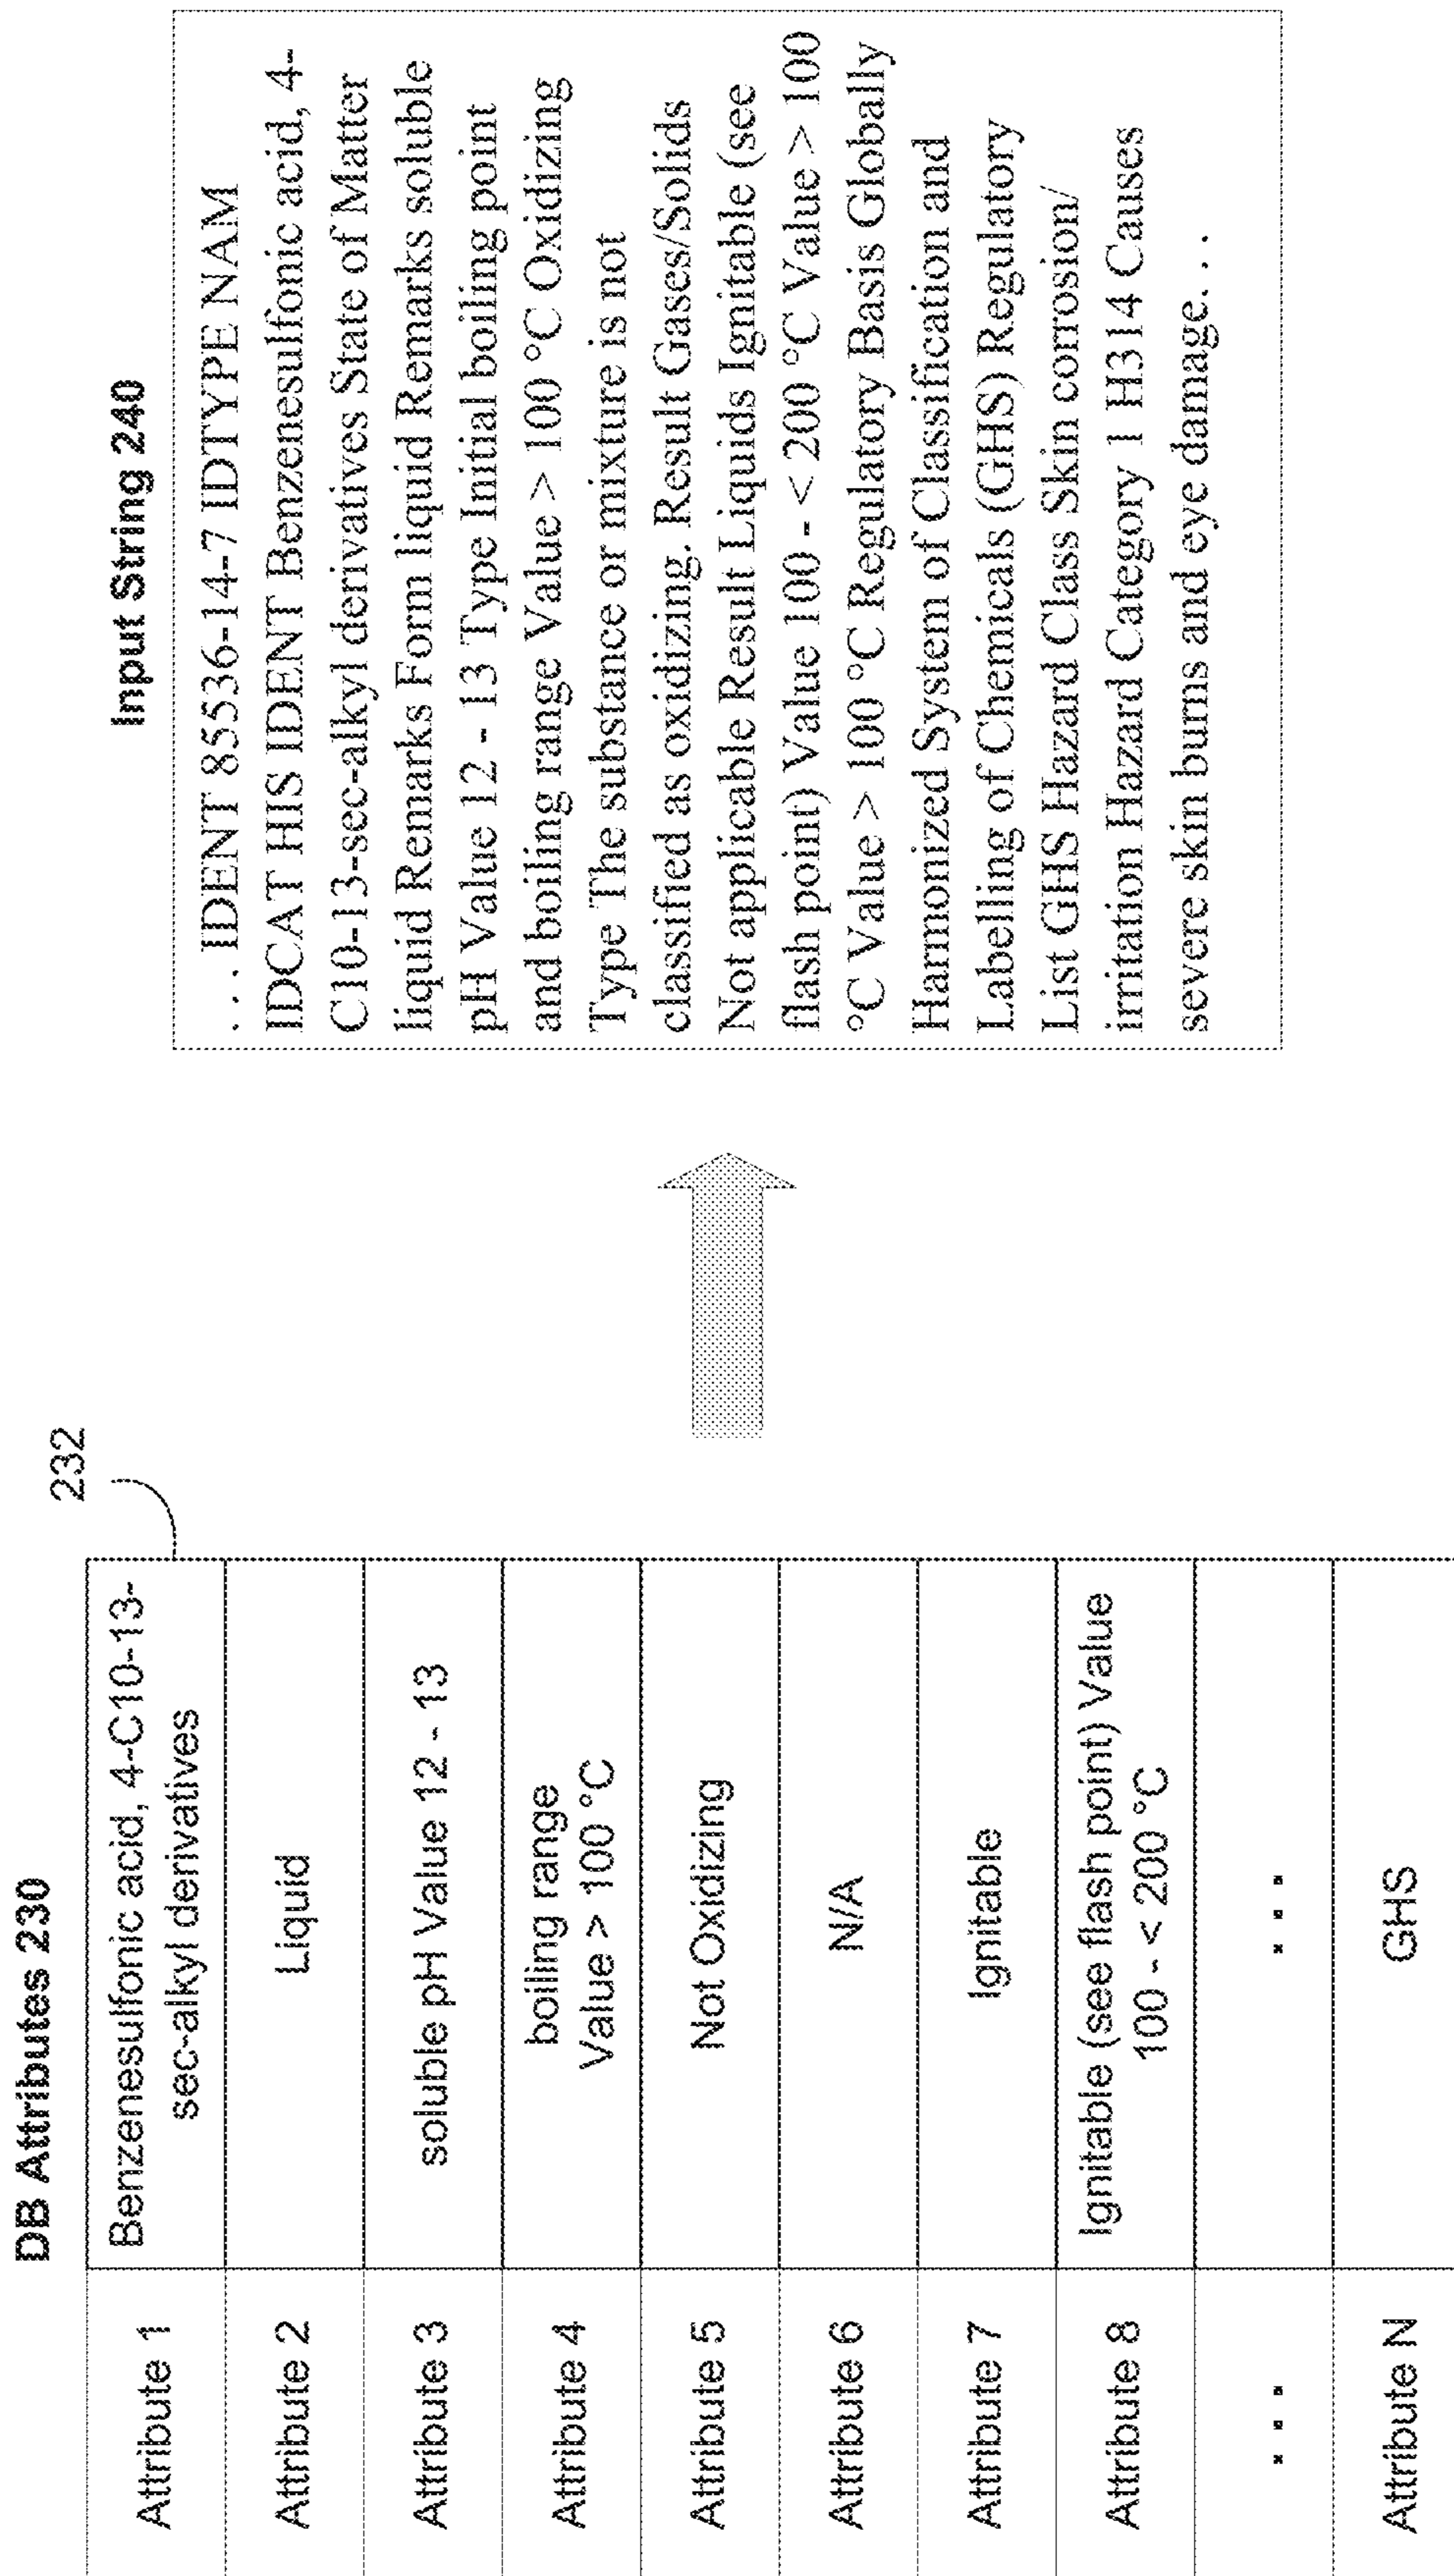 DB Attributes 230
232
Attribute 1
Benzenesulfonic acid, 4-C10-13-
sec-alkyl derivatives
Attribute 2
Liquid
Attribute 3
soluble pH Value 12 - 13
Attribute 4
boiling range
Value > 100 °C
Attribute 5
Not Oxidizing
Attribute 6
N/A
Attribute 7
Ignitable
Attribute 8
Ignitable (see flash point) Value
100 - < 200 °C
. . .
. . .
Attribute N
GHS
Input String 240
. . . IDENT 85536-14-7 IDTYPE NAM
IDCAT HIS IDENT Benzenesulfonic acid, 4-
C10-13-sec-alkyl derivatives State of Matter
liquid Remarks Form liquid Remarks soluble
pH Value 12 - 13 Type Initial boiling point
and boiling range Value > 100 °C Oxidizing
Type The substance or mixture is not
classified as oxidizing. Result Gases/Solids
Not applicable Result Liquids Ignitable (see
flash point) Value 100 - < 200 °C Value > 100
°C Value > 100 °C Regulatory Basis Globally
Harmonized System of Classification and
Labelling of Chemicals (GHS) Regulatory
List GHS Hazard Class Skin corrosion/
irritation Hazard Category 1 H314 Causes
severe skin burns and eye damage. . .